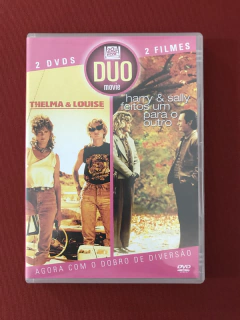 2 DVDS
2 FILMES
DUO
movie
THELMA & LOUISE
harry & sally
feitos um
para o
outro
AGORA COM O DOBRO DE DIVERSÃO
DVD